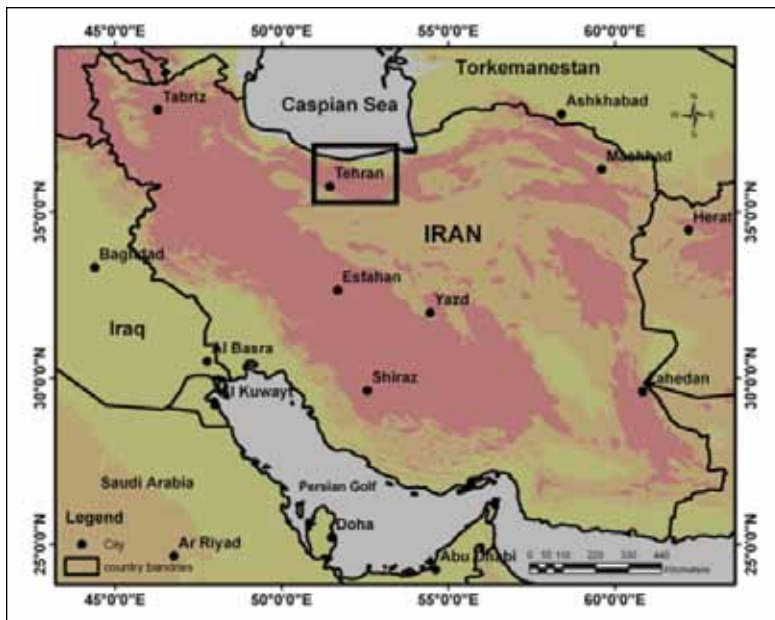 45°0'0"E 50°0'0"E 55°0'0"E 60°0'0"E
Torkemanestan
Tabriz
Caspian Sea
Ashkhabad
N
W E
S
Mashhad
Tehran
35°0'0"N
35°0'0"N
Herat
IRAN
Baghdad
Esfahan
Yazd
Iraq
Al Basra
30°0'0"N
30°0'0"N
Shiraz
Zahedan
Al Kuwayt
Saudi Arabia
Persian Golf
Legend
City
Doha
Ar Riyad
Abu Dhabi
25°0'0"N
25°0'0"N
country bandries
0 55 110 220 330 440
45°0'0"E 50°0'0"E 55°0'0"E 60°0'0"E